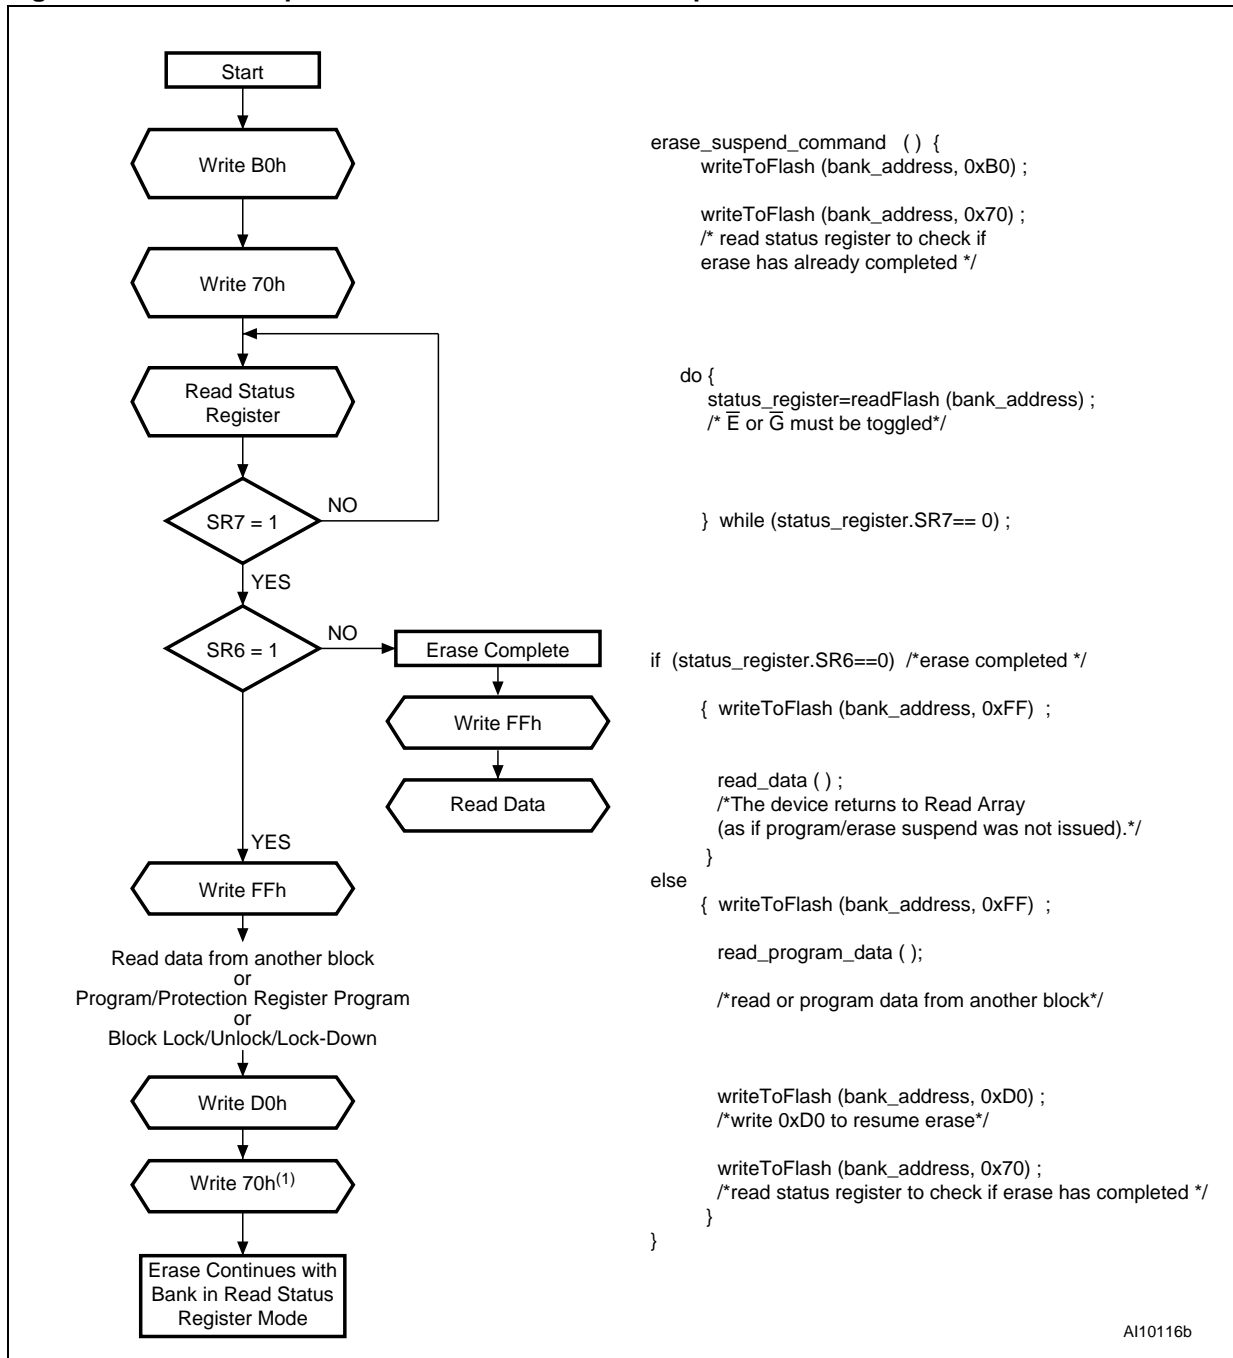 Start
Write B0h
Write 70h
Read Status
Register
SR7 = 1
NO
YES
SR6 = 1
NO
Erase Complete
Write FFh
Read Data
YES
Write FFh
Read data from another block
or
Program/Protection Register Program
or
Block Lock/Unlock/Lock-Down
Write D0h
Write 70h(1)
Erase Continues with
Bank in Read Status
Register Mode
erase_suspend_command ( ) {
writeToFlash (bank_address, 0xB0) ;
writeToFlash (bank_address, 0x70) ;
/* read status register to check if
erase has already completed */
do {
status_register=readFlash (bank_address) ;
/* E̅ or G̅ must be toggled*/
} while (status_register.SR7== 0) ;
if (status_register.SR6==0) /*erase completed */
{ writeToFlash (bank_address, 0xFF) ;
read_data ( ) ;
/*The device returns to Read Array
(as if program/erase suspend was not issued).*/
}
else
{ writeToFlash (bank_address, 0xFF) ;
read_program_data ( );
/*read or program data from another block*/
writeToFlash (bank_address, 0xD0) ;
/*write 0xD0 to resume erase*/
writeToFlash (bank_address, 0x70) ;
/*read status register to check if erase has completed */
}
}
AI10116b